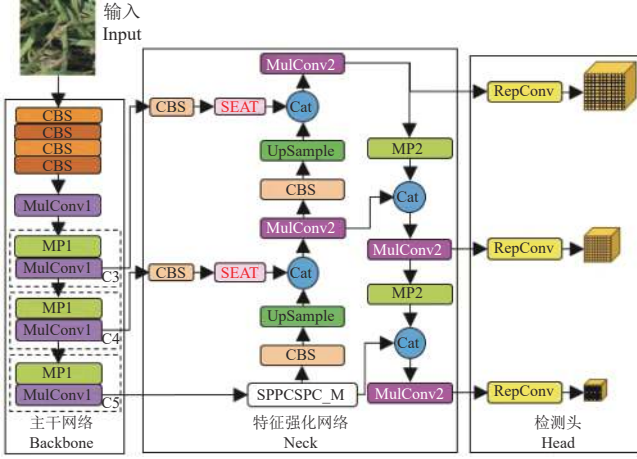 输入
Input
CBS
CBS
CBS
CBS
MulConv1
MP1
MulConv1
C3
MP1
MulConv1
C4
MP1
MulConv1
C5
主干网络
Backbone
MulConv2
CBS
SEAT
Cat
UpSample
MP2
CBS
Cat
MulConv2
MulConv2
CBS
SEAT
Cat
MP2
UpSample
Cat
CBS
SPPCSPC_M
MulConv2
特征强化网络
Neck
RepConv
RepConv
RepConv
检测头
Head